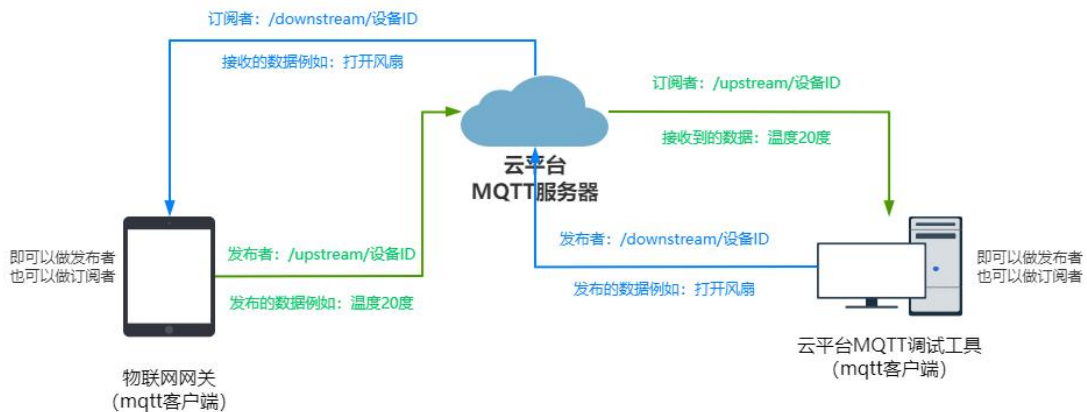 订阅者：/downstream/设备ID
接收的数据例如：打开风扇
订阅者：/upstream/设备ID
接收到的数据：温度20度
云平台
MQTT服务器
即可以做发布者
也可以做订阅者
发布者：/upstream/设备ID
发布的数据例如：温度20度
发布者：/downstream/设备ID
发布的数据例如：打开风扇
即可以做发布者
也可以做订阅者
物联网网关
（mqtt客户端）
云平台MQTT调试工具
（mqtt客户端）